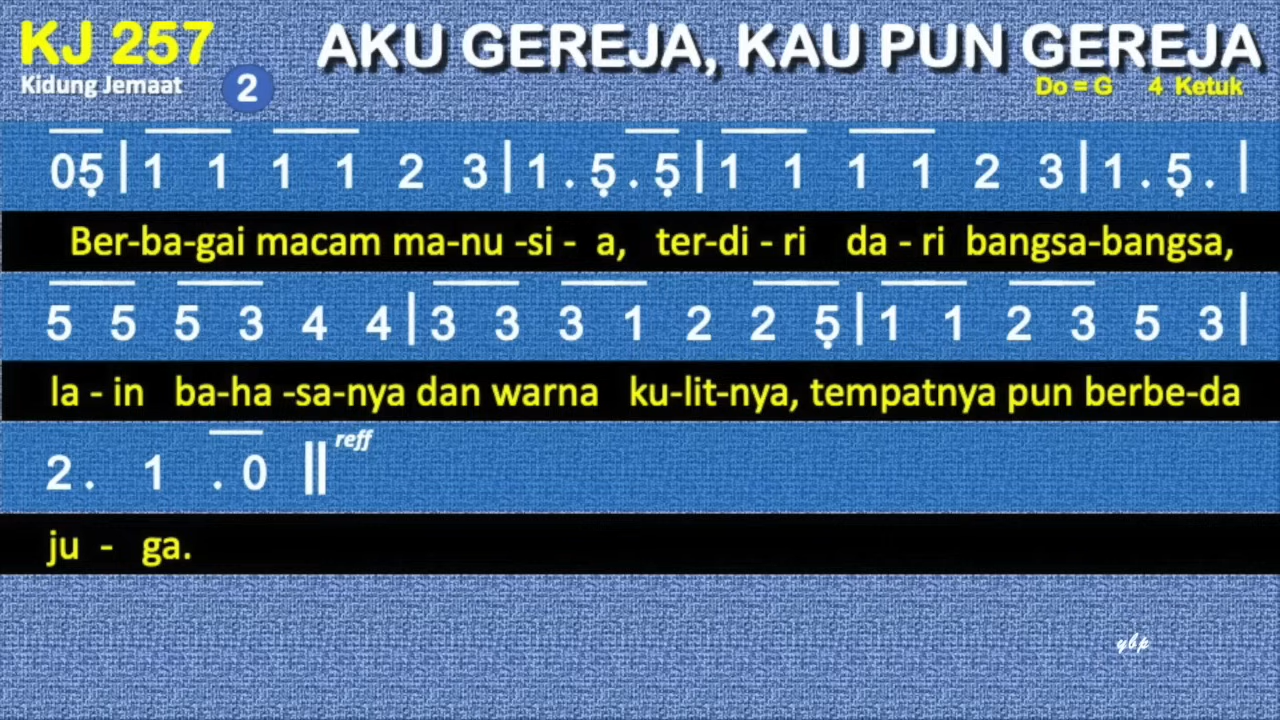 KJ 257 AKU GEREJA, KAU PUN GEREJA
Kidung Jemaat 2 Do = G 4 Ketuk
05̣ | 1 1 1 1 2 3 | 1 . 5̣ . 5̣ | 1 1 1 1 2 3 | 1 . 5̣ . |
Ber-ba-gai macam ma-nu -si - a, ter-di - ri da - ri bangsa-bangsa,
5 5 5 3 4 4 | 3 3 3 1 2 2 5̣ | 1 1 2 3 5 3 |
la - in ba-ha -sa-nya dan warna ku-lit-nya, tempatnya pun berbe-da
2 . 1 . 0 || reff
ju - ga.
ybp